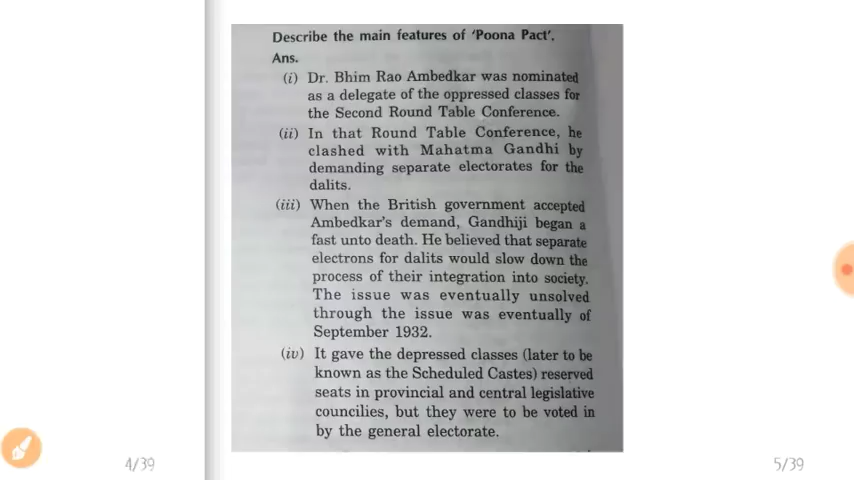 Describe the main features of 'Poona Pact'.
Ans.
(i) Dr. Bhim Rao Ambedkar was nominated
as a delegate of the oppressed classes for
the Second Round Table Conference.
(ii) In that Round Table Conference, he
clashed with Mahatma Gandhi by
demanding separate electorates for the
dalits.
(iii) When the British government accepted
Ambedkar's demand, Gandhiji began a
fast unto death. He believed that separate
electrons for dalits would slow down the
process of their integration into society.
The issue was eventually unsolved
through the issue was eventually of
September 1932.
(iv) It gave the depressed classes (later to be
known as the Scheduled Castes) reserved
seats in provincial and central legislative
councilies, but they were to be voted in
by the general electorate.
4/39
5/39